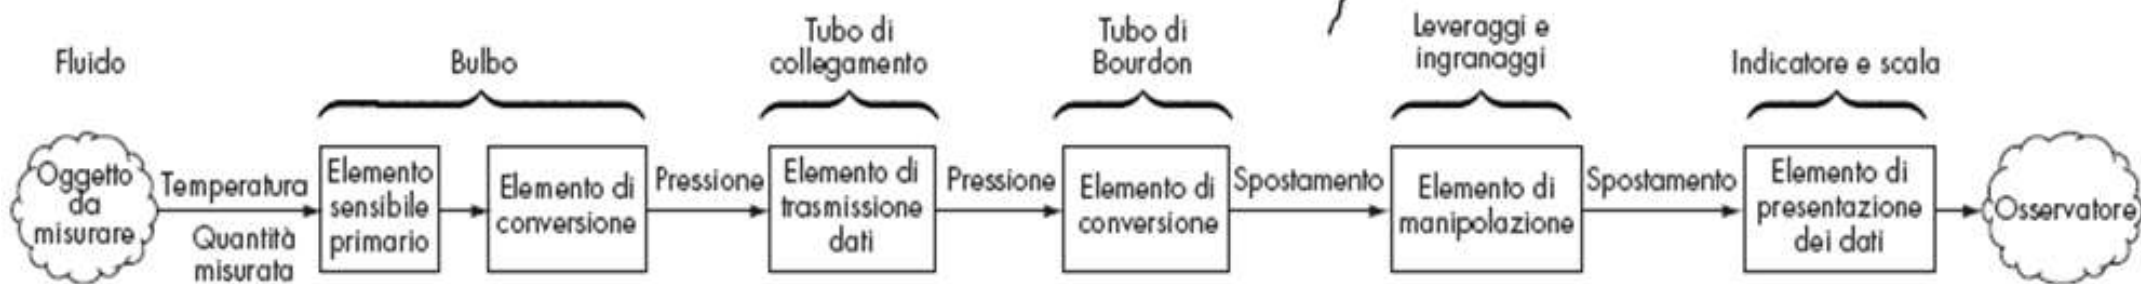 Fluido
Bulbo
Tubo di
collegamento
Tubo di
Bourdon
Leveraggi e
ingranaggi
Indicatore e scala
Oggetto
da
misurare
Temperatura
Quantità
misurata
Elemento
sensibile
primario
Elemento di
conversione
Pressione
Elemento di
trasmissione
dati
Pressione
Elemento di
conversione
Spostamento
Elemento di
manipolazione
Spostamento
Elemento di
presentazione
dei dati
Osservatore